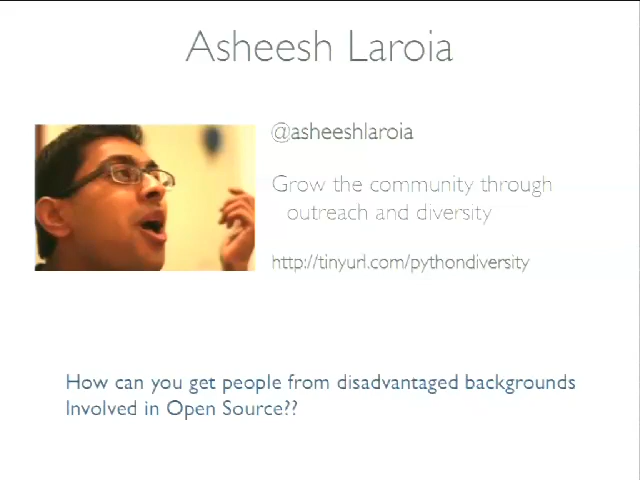 Asheesh Laroia
@asheeshlaroia
Grow the community through
outreach and diversity
http://tinyurl.com/pythondiversity
How can you get people from disadvantaged backgrounds
Involved in Open Source??